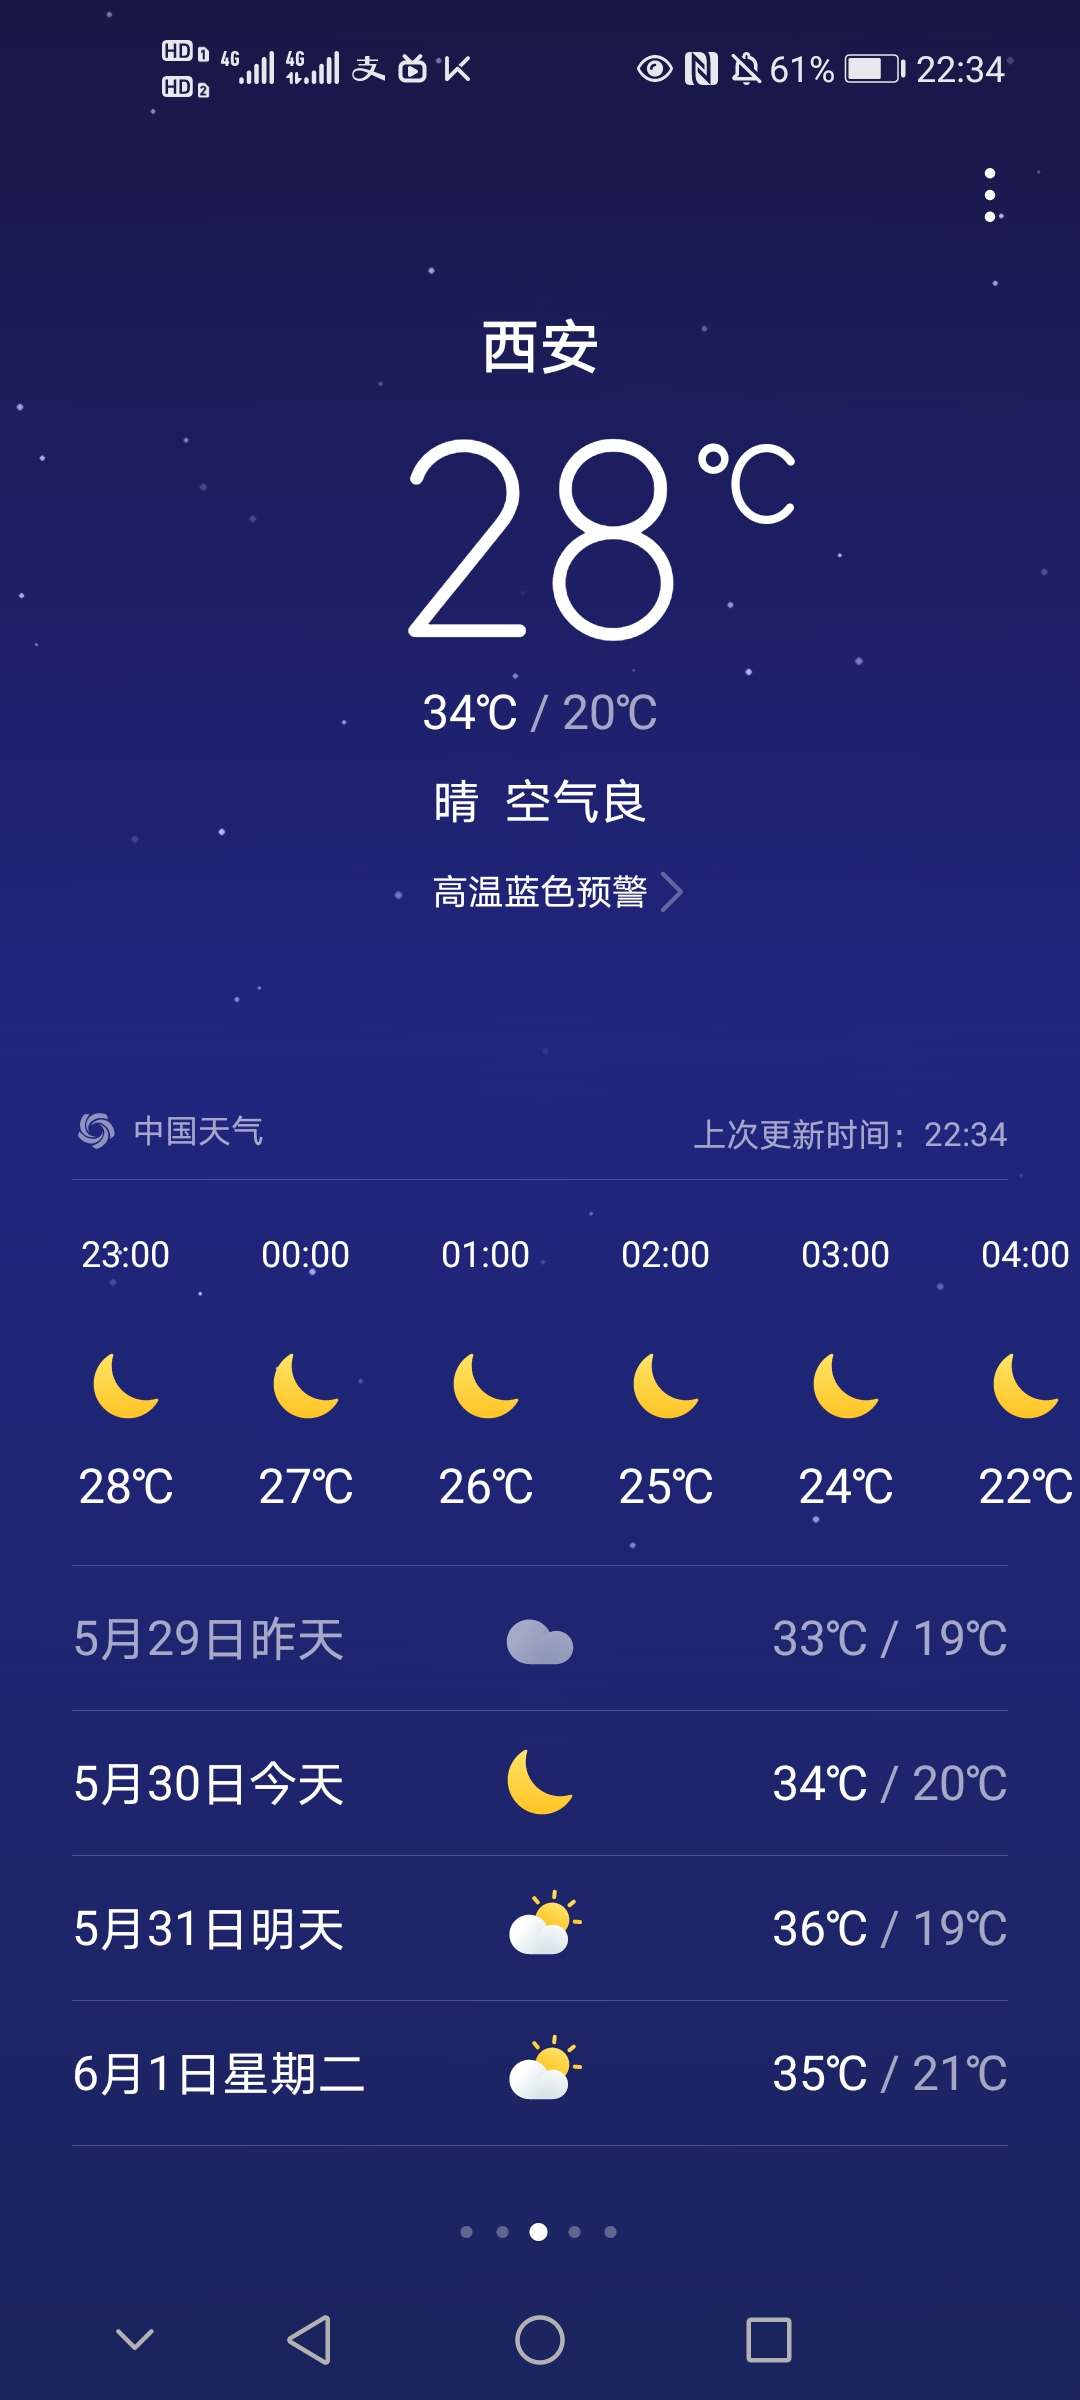 HD 1 4G 4G 支 61% 22:34
HD 2
西安
28℃
34℃ / 20℃
晴 空气良
高温蓝色预警
中国天气 上次更新时间：22:34
23:00 00:00 01:00 02:00 03:00 04:00
28℃ 27℃ 26℃ 25℃ 24℃ 22℃
5月29日昨天 33℃ / 19℃
5月30日今天 34℃ / 20℃
5月31日明天 36℃ / 19℃
6月1日星期二 35℃ / 21℃